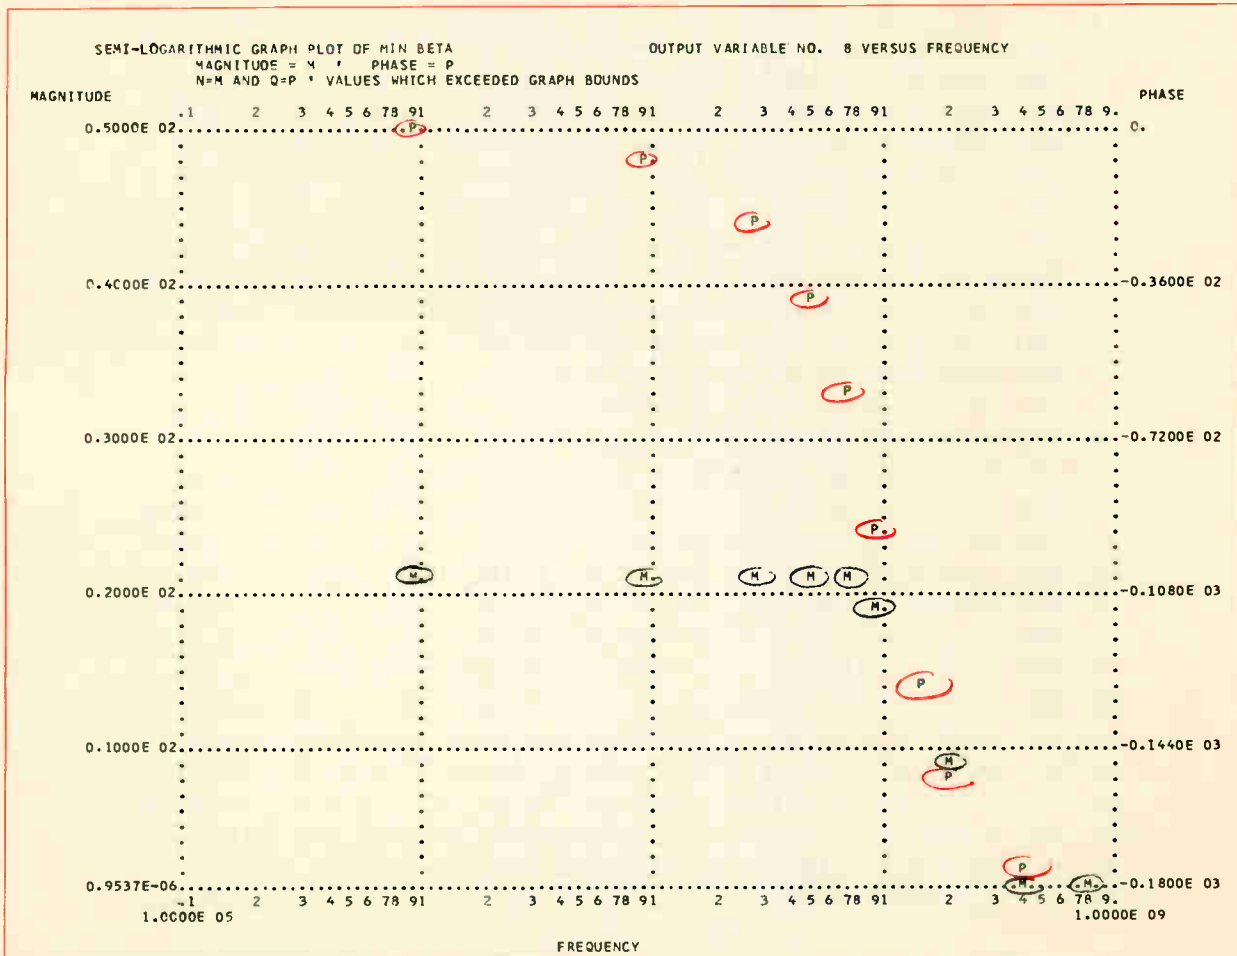 SEMI-LOGARITHMIC GRAPH PLOT OF MIN BETA OUTPUT VARIABLE NO. 8 VERSUS FREQUENCY
MAGNITUDE = M ' PHASE = P
N=M AND Q=P ' VALUES WHICH EXCEEDED GRAPH BOUNDS
MAGNITUDE PHASE
.1 2 3 4 5 6 78 91 2 3 4 5 6 78 91 2 3 4 5 6 78 91 2 3 4 5 6 78 9.
0.5000E 02 P 0.
P
P
0.4000E 02 -0.3600E 02
P
P
0.3000E 02 -0.7200E 02
P
M M M M M
0.2000E 02 -0.1080E 03
M
P
0.1000E 02 -0.1440E 03
M
P
P
0.9537E-06 M M -0.1800E 03
.1 2 3 4 5 6 78 91 2 3 4 5 6 78 91 2 3 4 5 6 78 91 2 3 4 5 6 78 9.
1.0000E 05 1.0000E 09
FREQUENCY